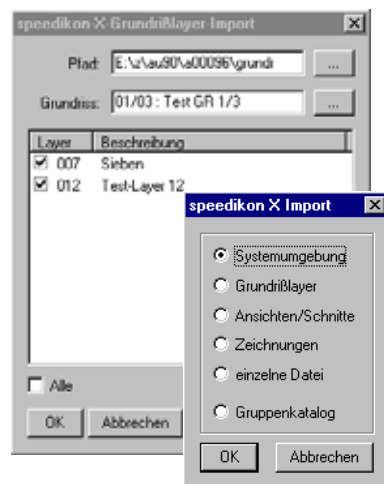 speedikon-X-Grundrißlayer-Import
Pfad: E:\z\au90\a00096\grundr ...
Grundriss: 01/03 : Test GR 1/3 ...
Layer Beschreibung
007 Sieben
012 Test-Layer 12
Alle
OK Abbrechen
speedikon X Import
Systemumgebung
Grundrißlayer
Ansichten/Schnitte
Zeichnungen
einzelne Datei
Gruppenkatalog
OK Abbrechen